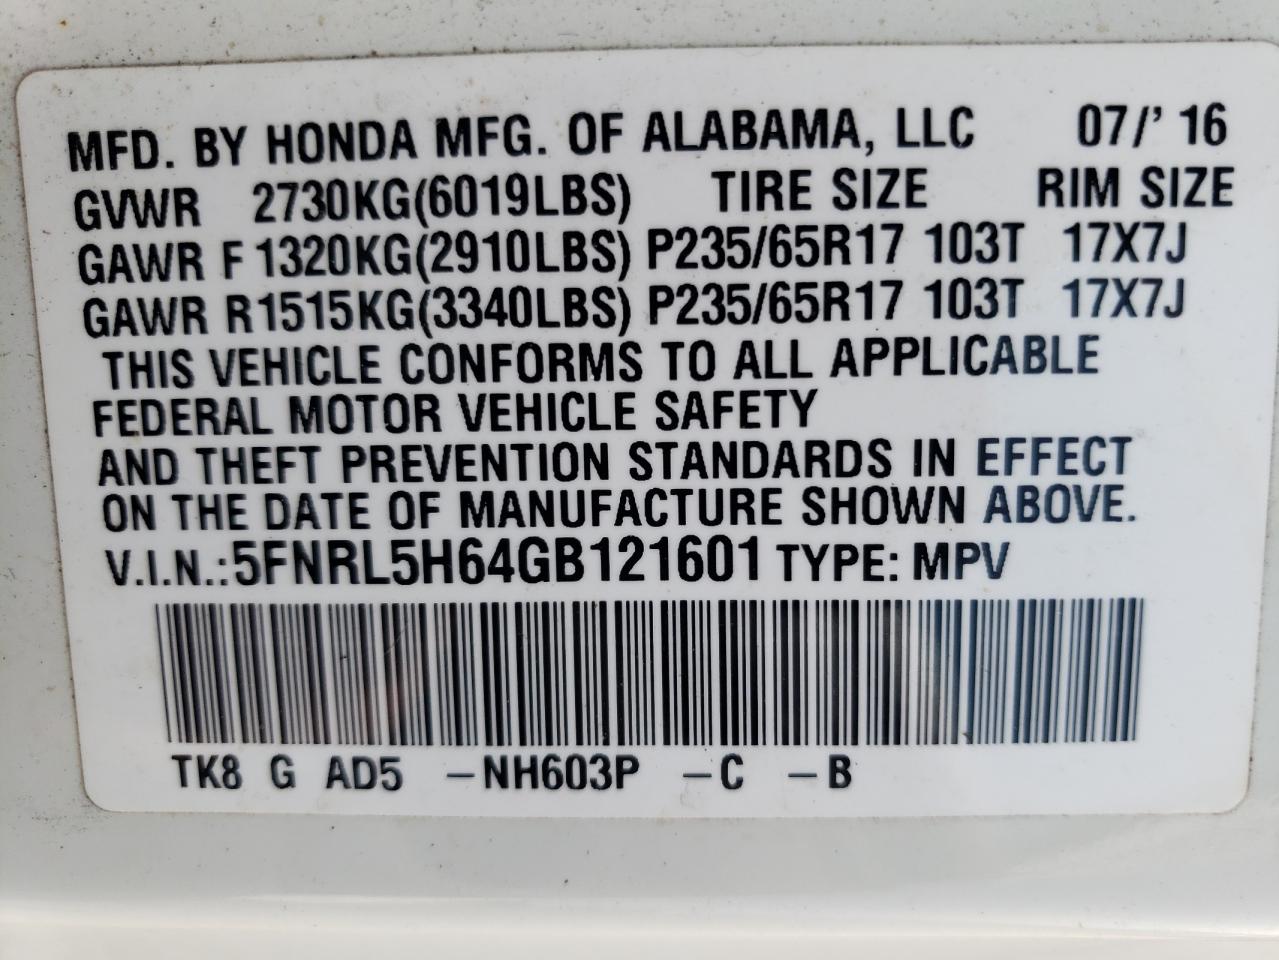 MFD. BY HONDA MFG. OF ALABAMA, LLC 07/' 16
GVWR 2730KG(6019LBS) TIRE SIZE RIM SIZE
GAWR F 1320KG(2910LBS) P235/65R17 103T 17X7J
GAWR R1515KG(3340LBS) P235/65R17 103T 17X7J
THIS VEHICLE CONFORMS TO ALL APPLICABLE
FEDERAL MOTOR VEHICLE SAFETY
AND THEFT PREVENTION STANDARDS IN EFFECT
ON THE DATE OF MANUFACTURE SHOWN ABOVE.
V.I.N.:5FNRL5H64GB121601 TYPE: MPV
TK8 G AD5 –NH603P –C –B